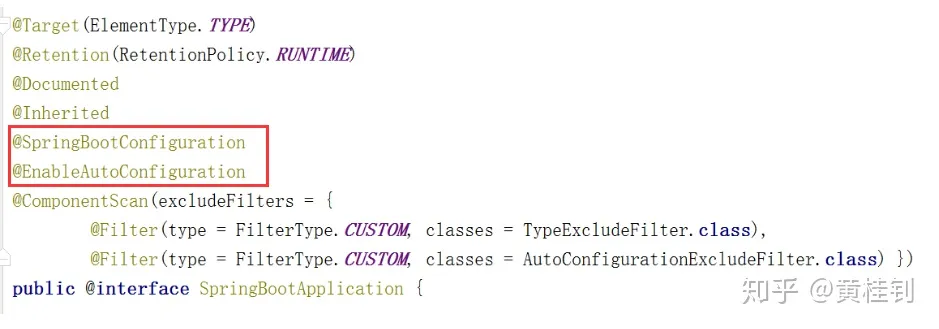 @Target(ElementType.TYPE)
@Retention(RetentionPolicy.RUNTIME)
@Documented
@Inherited
@SpringBootConfiguration
@EnableAutoConfiguration
@ComponentScan(excludeFilters = {
        @Filter(type = FilterType.CUSTOM, classes = TypeExcludeFilter.class),
        @Filter(type = FilterType.CUSTOM, classes = AutoConfigurationExcludeFilter.class) })
public @interface SpringBootApplication {
知乎 @黄桂钊